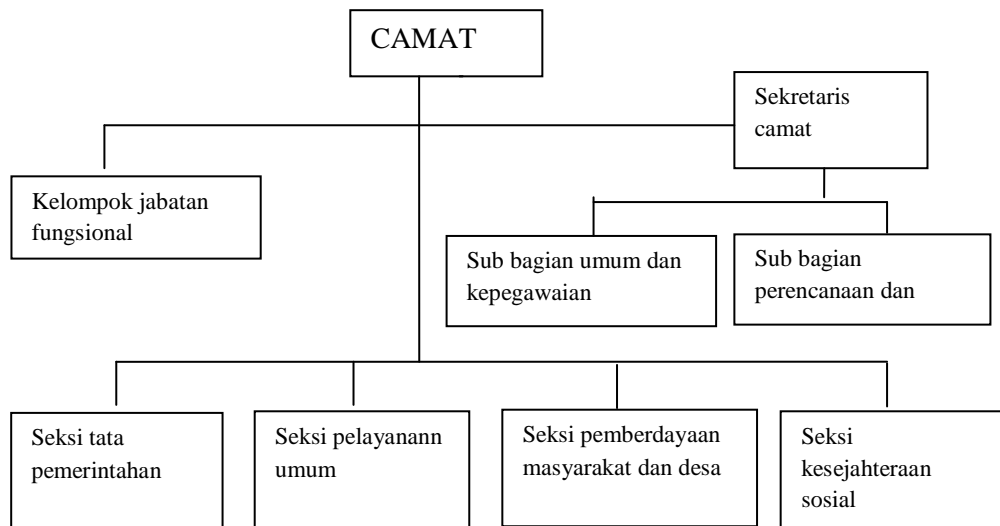 CAMAT
Sekretaris
camat
Kelompok jabatan
fungsional
Sub bagian umum dan
kepegawaian
Sub bagian
perencanaan dan
Seksi tata
pemerintahan
Seksi pelayanann
umum
Seksi pemberdayaan
masyarakat dan desa
Seksi
kesejahteraan
sosial